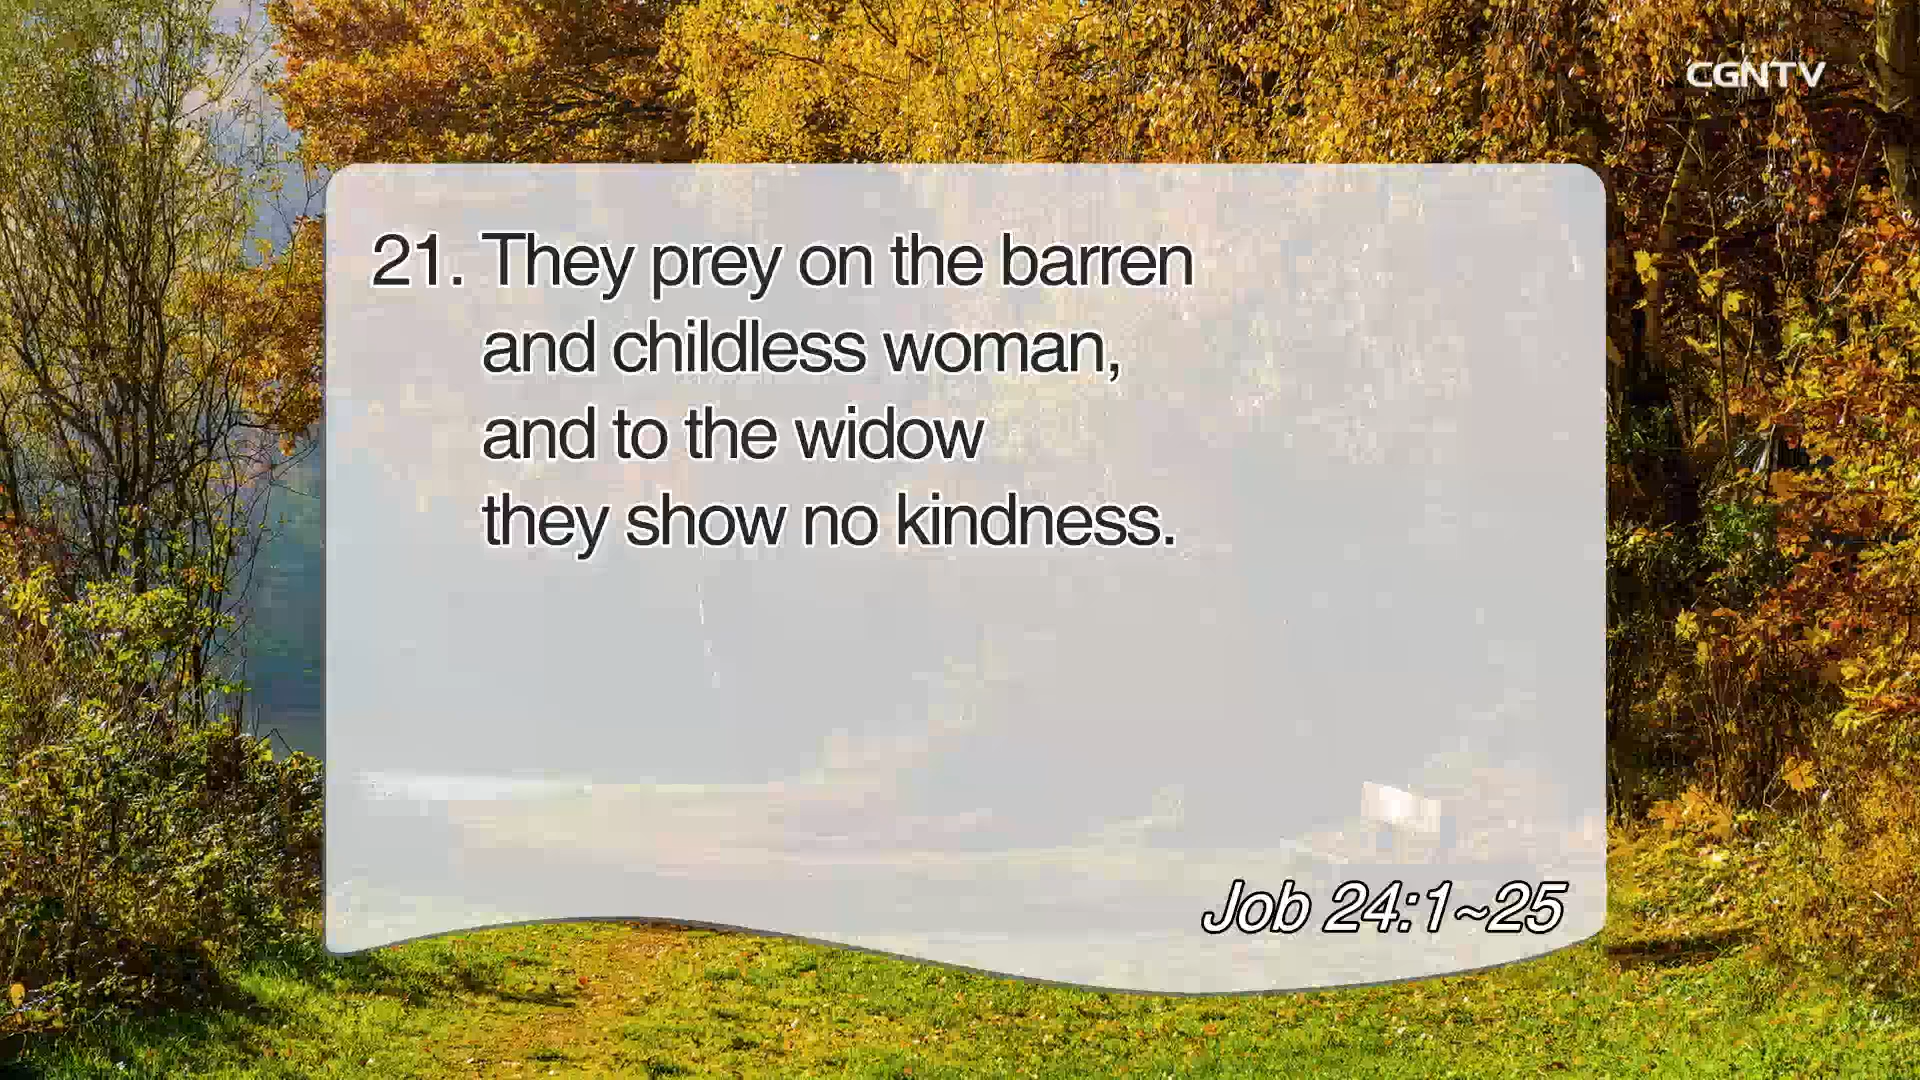 CGNTV
21. They prey on the barren
and childless woman,
and to the widow
they show no kindness.
Job 24:1~25